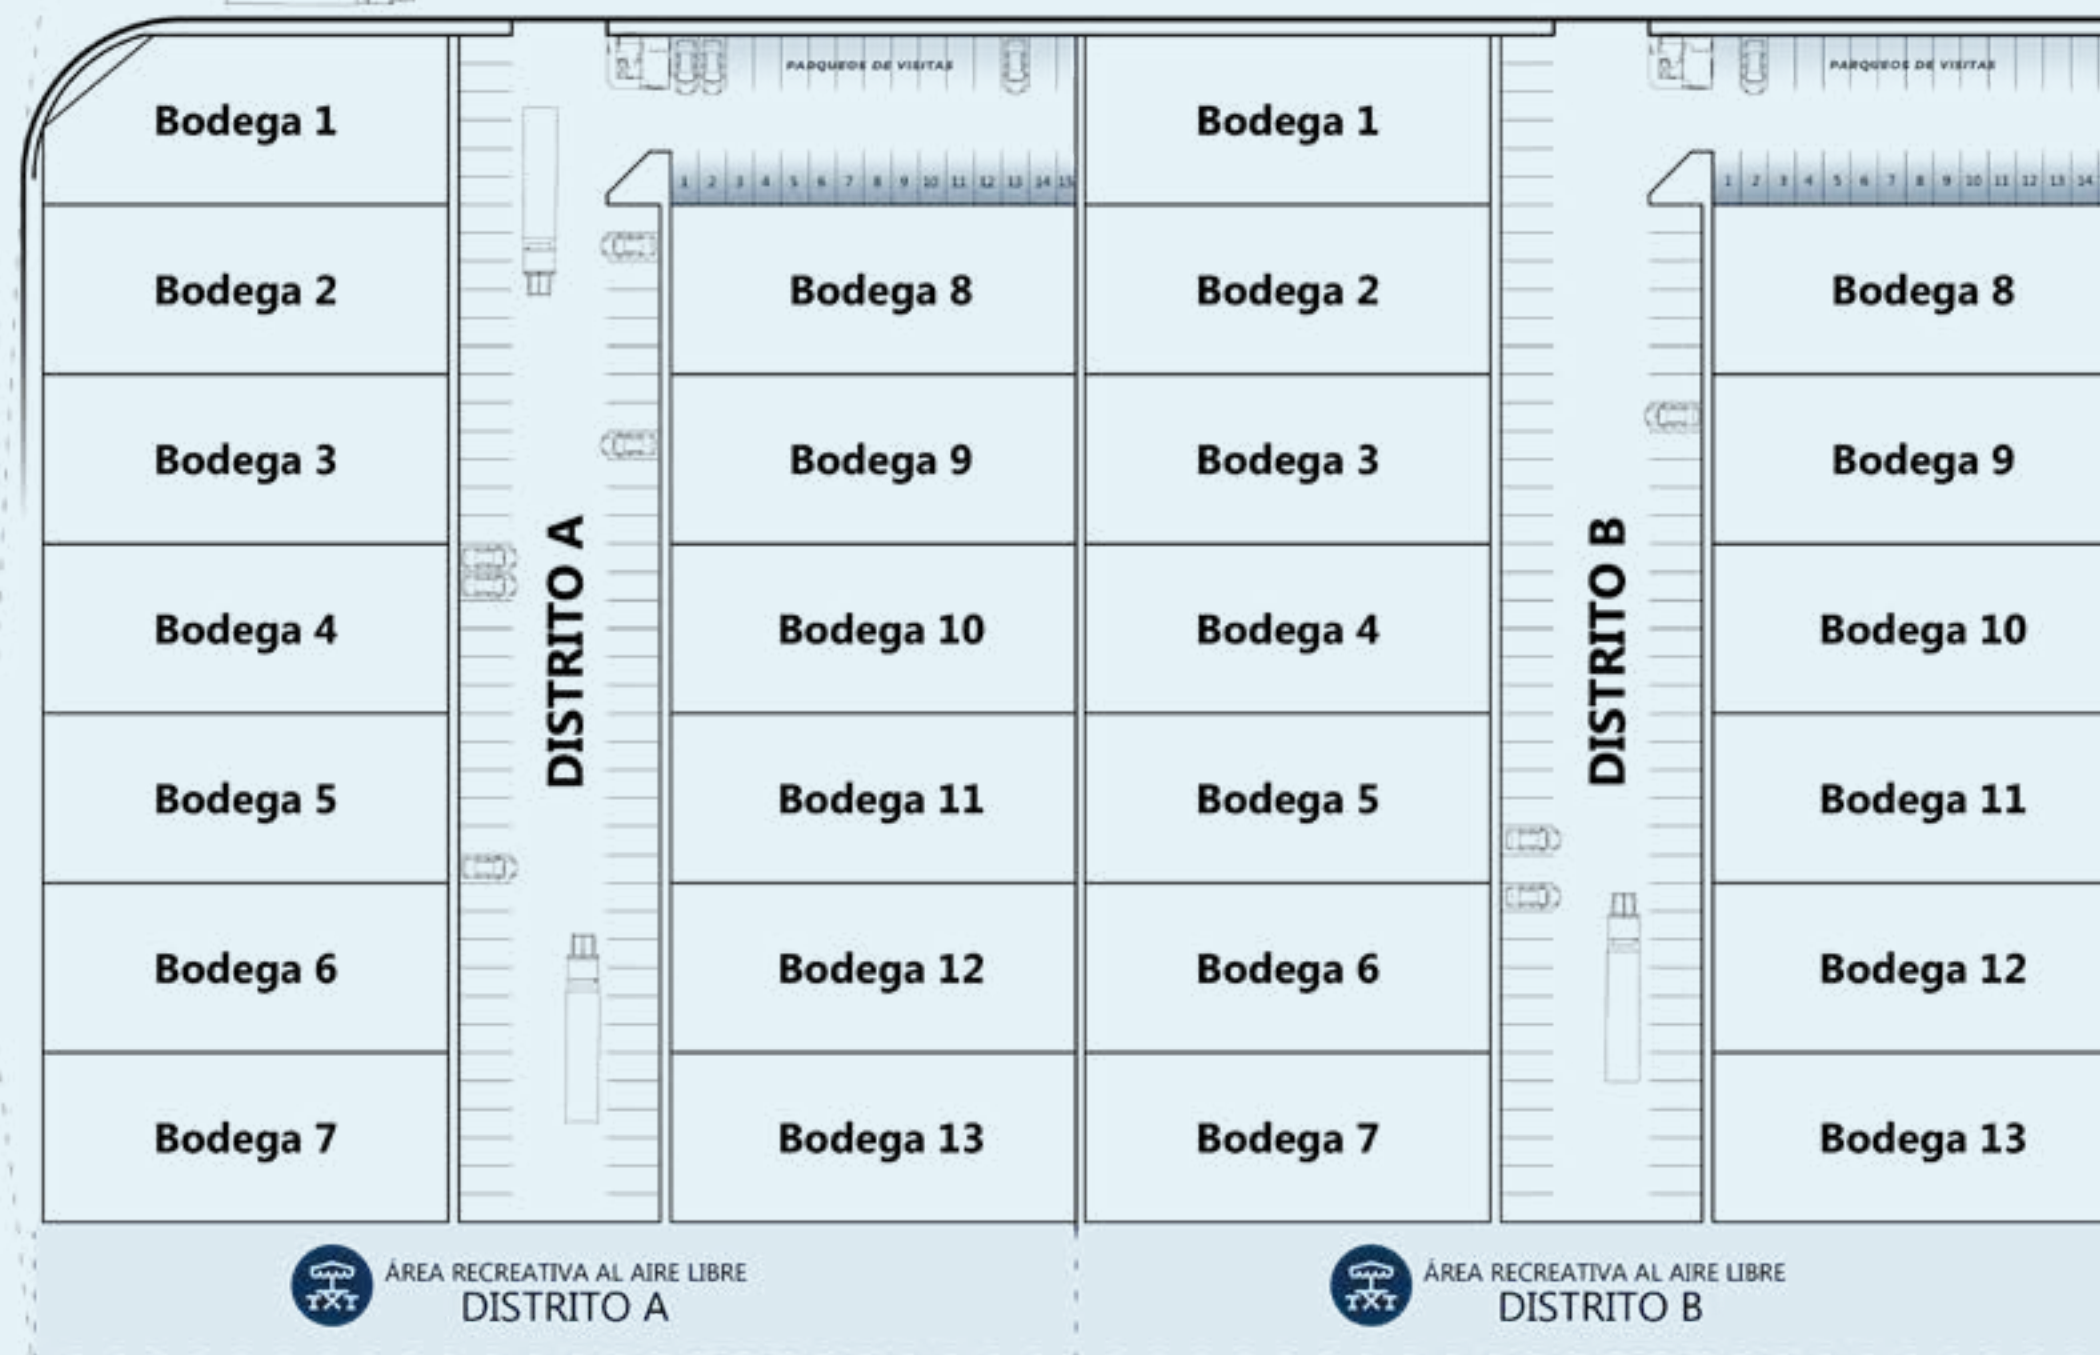 PARQUEOS DE VISITAS
1 2 3 4 5 6 7 8 9 10 11 12 13 14 15
Bodega 1
Bodega 2
Bodega 3
Bodega 4
Bodega 5
Bodega 6
Bodega 7
DISTRITO A
Bodega 8
Bodega 9
Bodega 10
Bodega 11
Bodega 12
Bodega 13
ÁREA RECREATIVA AL AIRE LIBRE
DISTRITO A
PARQUEOS DE VISITAS
1 2 3 4 5 6 7 8 9 10 11 12 13 14
Bodega 1
Bodega 2
Bodega 3
Bodega 4
Bodega 5
Bodega 6
Bodega 7
DISTRITO B
Bodega 8
Bodega 9
Bodega 10
Bodega 11
Bodega 12
Bodega 13
ÁREA RECREATIVA AL AIRE LIBRE
DISTRITO B